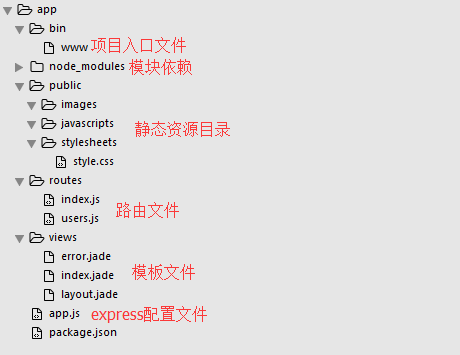 app
bin
www 项目入口文件
node_modules 模块依赖
public
images
javascripts
静态资源目录
stylesheets
style.css
routes
index.js
users.js
路由文件
views
error.jade
index.jade
模板文件
layout.jade
app.js express配置文件
package.json